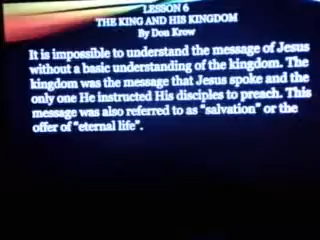 LESSON 6
THE KING AND HIS KINGDOM
By Don Krow
It is impossible to understand the message of Jesus
without a basic understanding of the kingdom. The
kingdom was the message that Jesus spoke and the
only one He instructed His disciples to preach. This
message was also referred to as “salvation” or the
offer of “eternal life”.